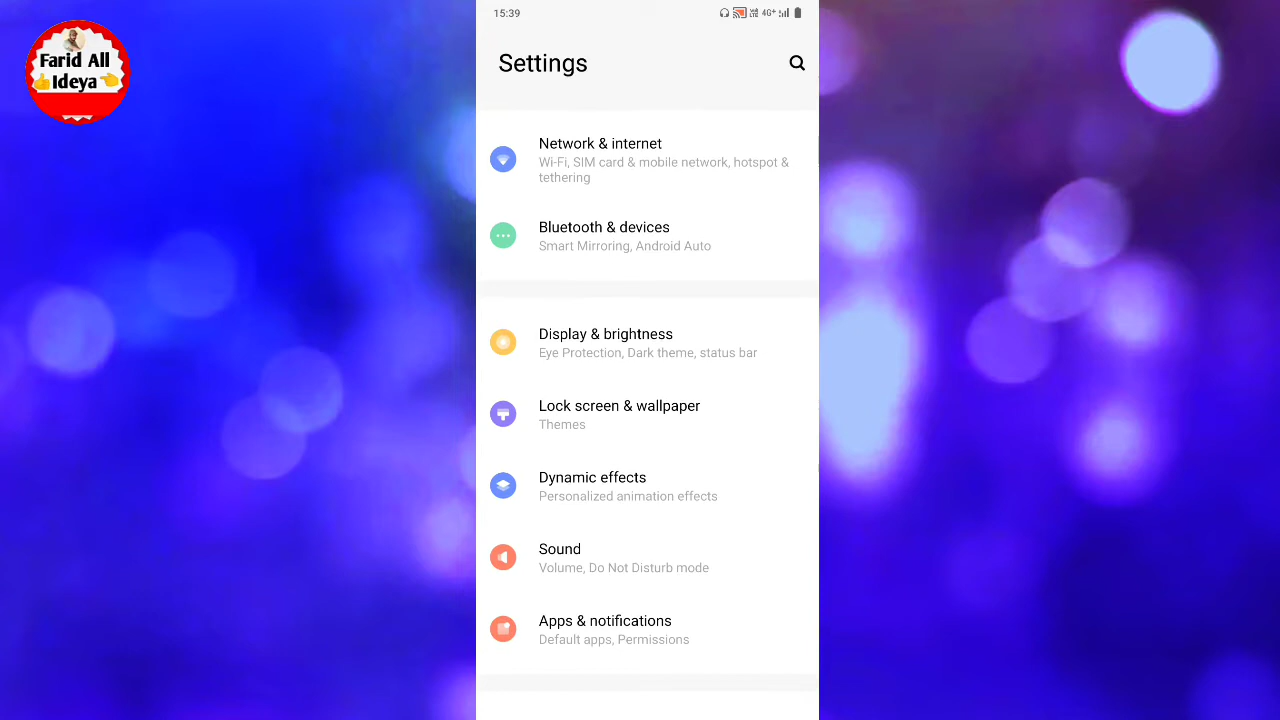 Farid All
Ideya
15:39
4G+
Settings
Network & internet
Wi-Fi, SIM card & mobile network, hotspot &
tethering
Bluetooth & devices
Smart Mirroring, Android Auto
Display & brightness
Eye Protection, Dark theme, status bar
Lock screen & wallpaper
Themes
Dynamic effects
Personalized animation effects
Sound
Volume, Do Not Disturb mode
Apps & notifications
Default apps, Permissions